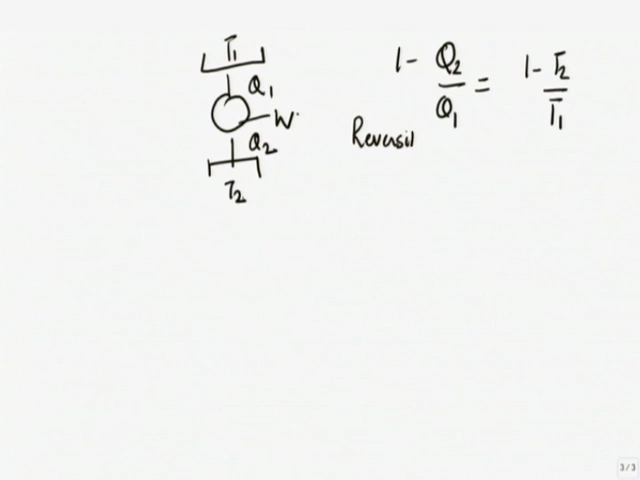 T1
Q1
W
Q2
T2
1 - Q2/Q1 = 1 - T2/T1
Reversil
3/3